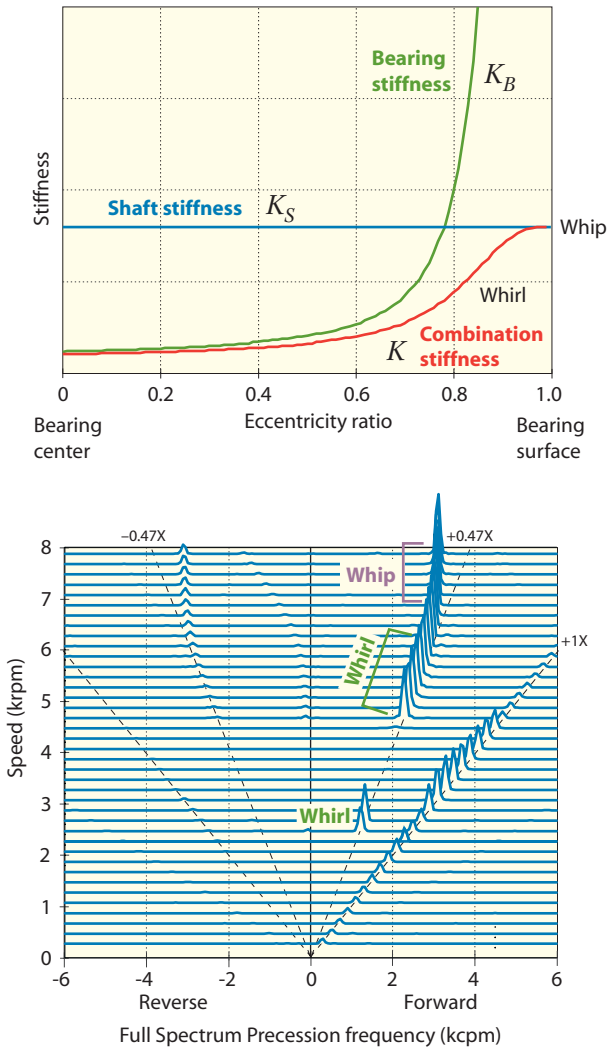 Bearing
stiffness
K_B
Stiffness
Shaft stiffness
K_S
Whip
Whirl
K
Combination
stiffness
0
0.2
0.4
0.6
0.8
1.0
Bearing
center
Eccentricity ratio
Bearing
surface
−0.47X
+0.47X
8
Whip
7
Whirl
6
+1X
5
Speed (krpm)
4
3
Whirl
2
1
0
-6
-4
-2
0
2
4
6
Reverse
Forward
Full Spectrum Precession frequency (kcpm)